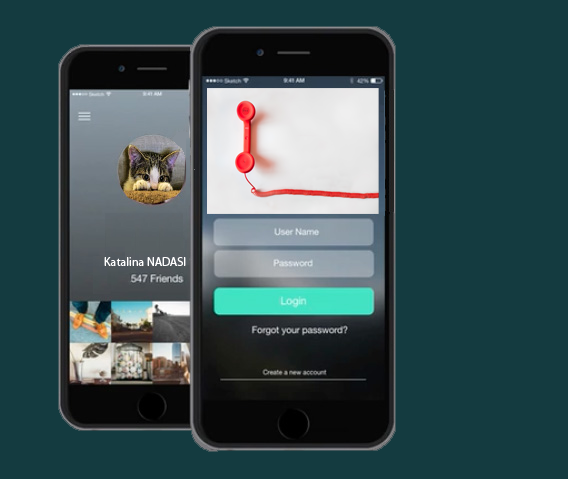 Sketch
9:41 AM
Katalina NADASI
547 Friends
Sketch
9:41 AM
42%
User Name
Password
Login
Forgot your password?
Create a new account